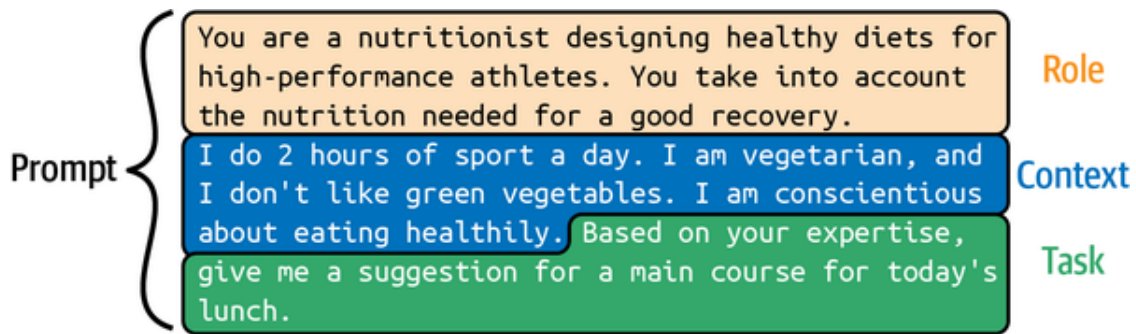 You are a nutritionist designing healthy diets for
high-performance athletes. You take into account
the nutrition needed for a good recovery.
Role
Prompt
I do 2 hours of sport a day. I am vegetarian, and
I don't like green vegetables. I am conscientious
about eating healthily.
Context
Based on your expertise,
give me a suggestion for a main course for today's
lunch.
Task